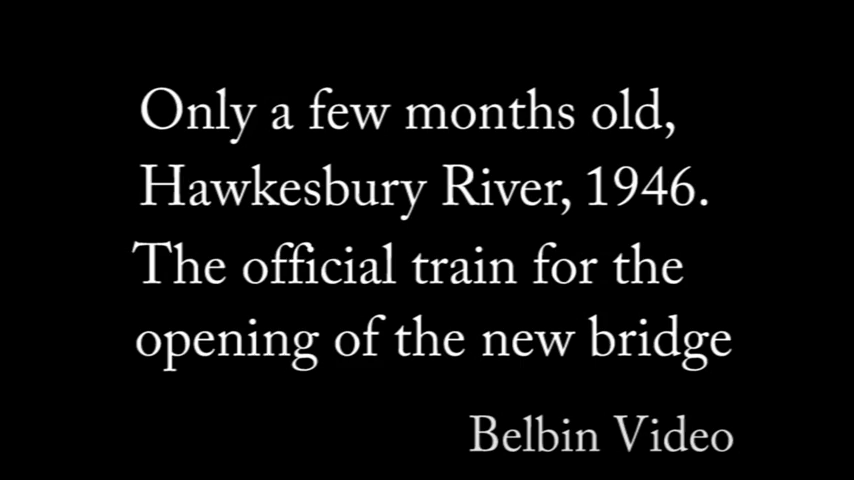 Only a few months old,
Hawkesbury River, 1946.
The official train for the
opening of the new bridge
Belbin Video